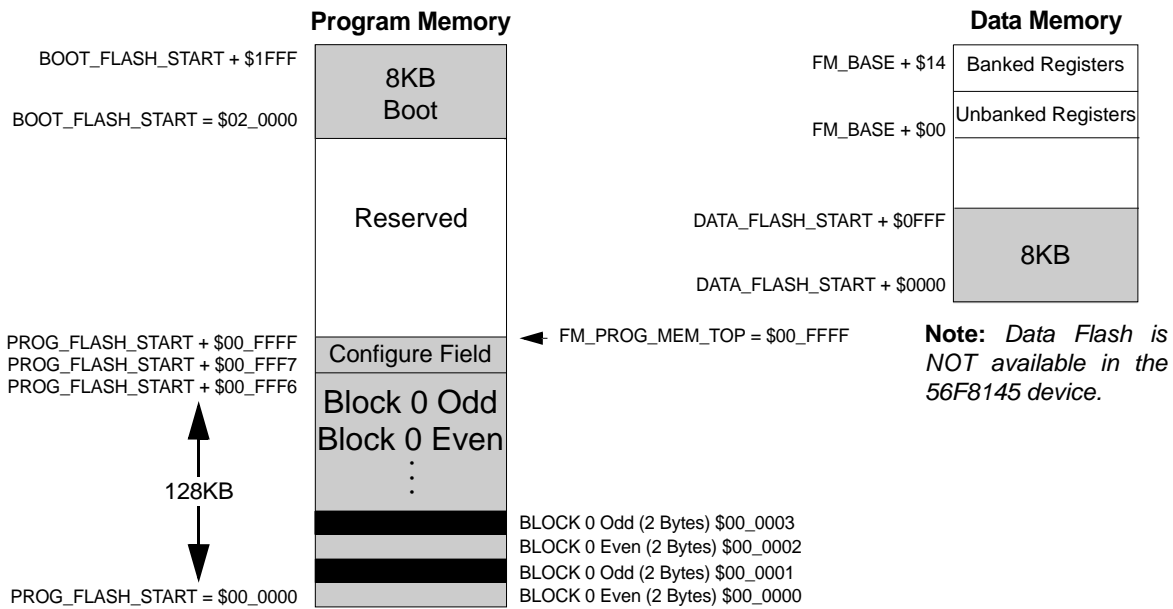 Program Memory
BOOT_FLASH_START + $1FFF
BOOT_FLASH_START = $02_0000
8KB
Boot
Reserved
PROG_FLASH_START + $00_FFFF
PROG_FLASH_START + $00_FFF7
PROG_FLASH_START + $00_FFF6
FM_PROG_MEM_TOP = $00_FFFF
Configure Field
Block 0 Odd
Block 0 Even
128KB
BLOCK 0 Odd (2 Bytes) $00_0003
BLOCK 0 Even (2 Bytes) $00_0002
BLOCK 0 Odd (2 Bytes) $00_0001
BLOCK 0 Even (2 Bytes) $00_0000
PROG_FLASH_START = $00_0000
Data Memory
FM_BASE + $14
Banked Registers
Unbanked Registers
FM_BASE + $00
DATA_FLASH_START + $0FFF
8KB
DATA_FLASH_START + $0000
Note: Data Flash is
NOT available in the
56F8145 device.